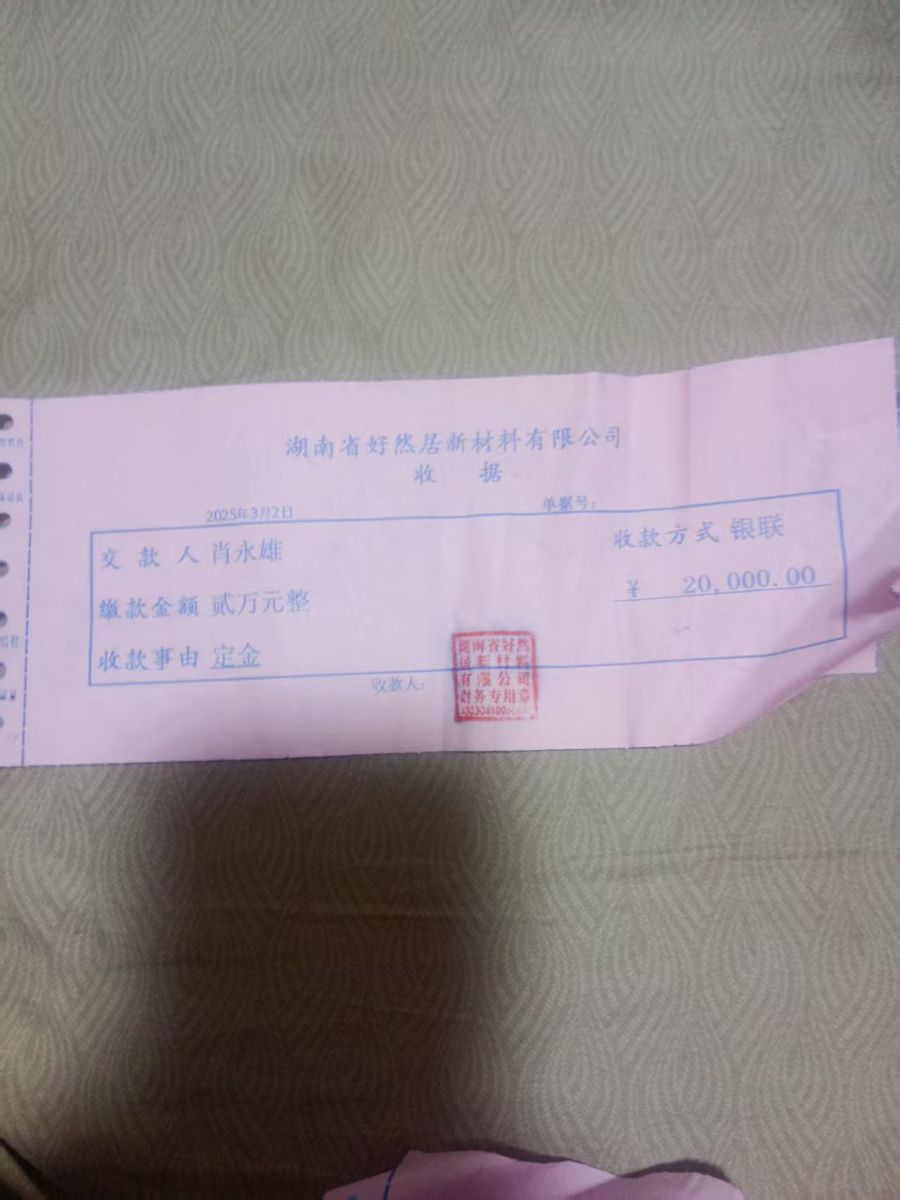 湖南省好然居新材料有限公司
收 据
2025年3月2日 单据号：
交 款 人 肖永雄 收款方式 银联
缴款金额 贰万元整 ¥ 20,000.00
收款事由 定金
收款人：
湖南省好然
居新材料
有限公司
财务专用章